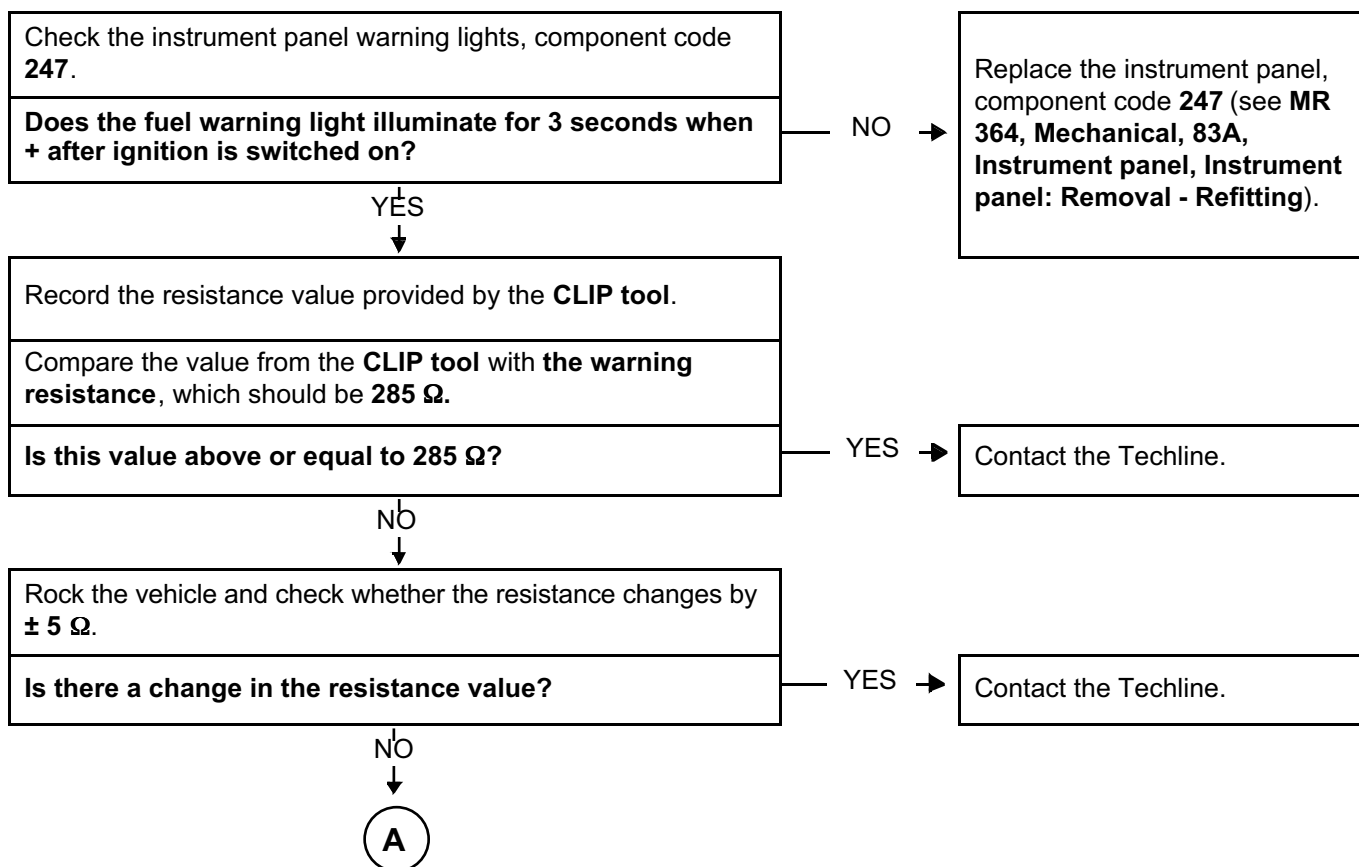 Check the instrument panel warning lights, component code
247.
Does the fuel warning light illuminate for 3 seconds when
+ after ignition is switched on?
NO
Replace the instrument panel,
component code 247 (see MR
364, Mechanical, 83A,
Instrument panel, Instrument
panel: Removal - Refitting).
YES
Record the resistance value provided by the CLIP tool.
Compare the value from the CLIP tool with the warning
resistance, which should be 285 Ω.
Is this value above or equal to 285 Ω?
YES
Contact the Techline.
NO
Rock the vehicle and check whether the resistance changes by
± 5 Ω.
Is there a change in the resistance value?
YES
Contact the Techline.
NO
A